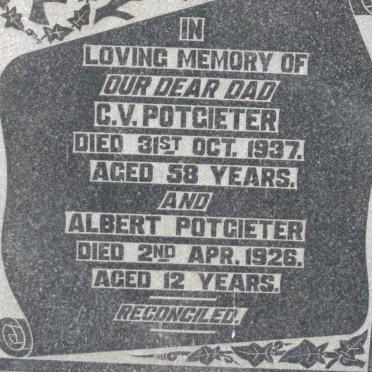 IN
LOVING MEMORY OF
OUR DEAR DAD
C.V. POTGIETER
DIED 31ST OCT. 1937.
AGED 58 YEARS.
AND
ALBERT POTGIETER
DIED 2ND APR. 1926.
AGED 12 YEARS.
RECONCILED.